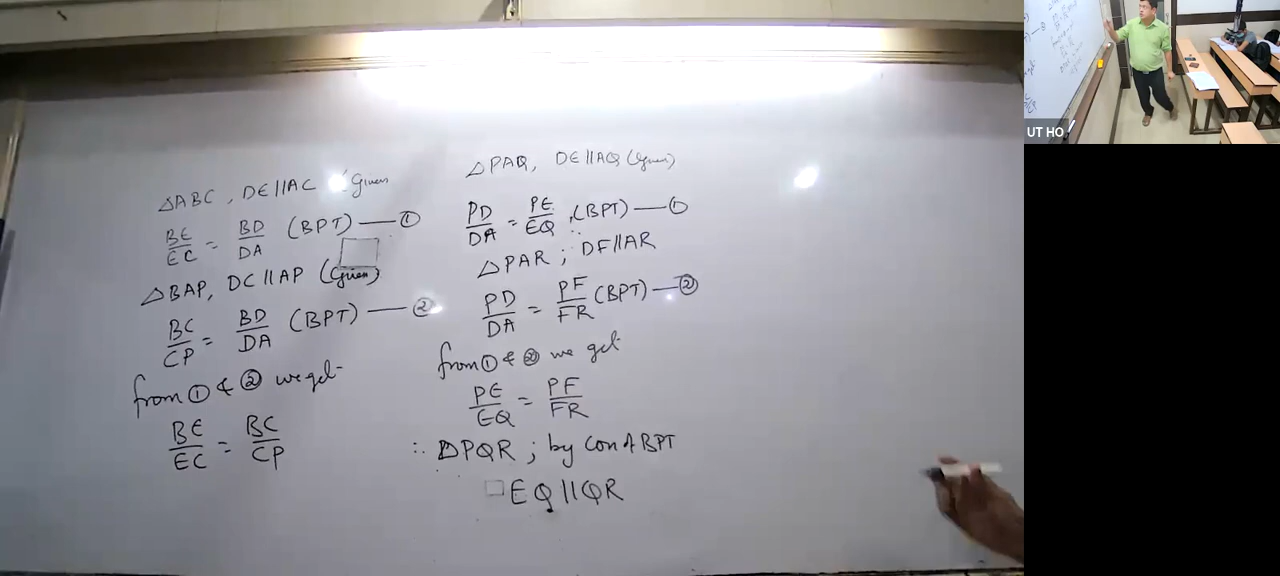 △ABC, DE||AC (Given
BE/EC = BD/DA (BPT) — ①
△BAP, DC||AP (Given)
BC/CP = BD/DA (BPT) — ②
from ① & ② we get-
BE/EC = BC/CP
△PAQ, DE||AQ (Given)
PD/DA = PE/EQ, (BPT) — ①
△PAR; DF||AR
PD/DA = PF/FR (BPT) — ②
from ① & ② we get
PE/EQ = PF/FR
∴ △PQR; by con of BPT
EQ||QR
UT HO